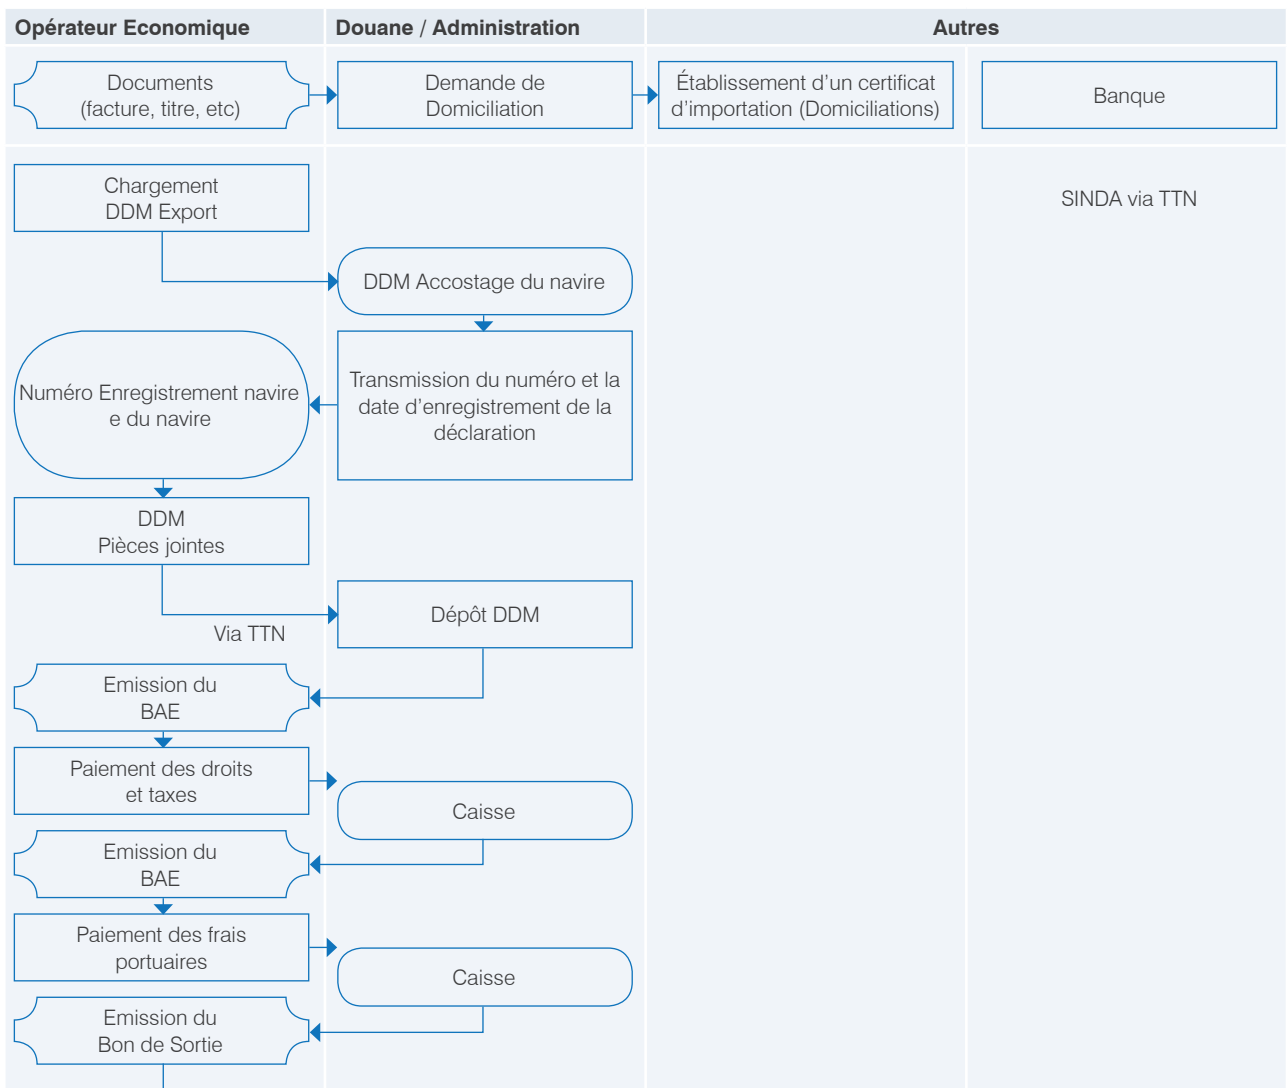 Opérateur Economique
Douane / Administration
Autres
Documents
(facture, titre, etc)
Demande de
Domiciliation
Établissement d'un certificat
d'importation (Domiciliations)
Banque
Chargement
DDM Export
SINDA via TTN
DDM Accostage du navire
Numéro Enregistrement navire
e du navire
Transmission du numéro et la
date d'enregistrement de la
déclaration
DDM
Pièces jointes
Via TTN
Dépôt DDM
Emission du
BAE
Paiement des droits
et taxes
Caisse
Emission du
BAE
Paiement des frais
portuaires
Caisse
Emission du
Bon de Sortie